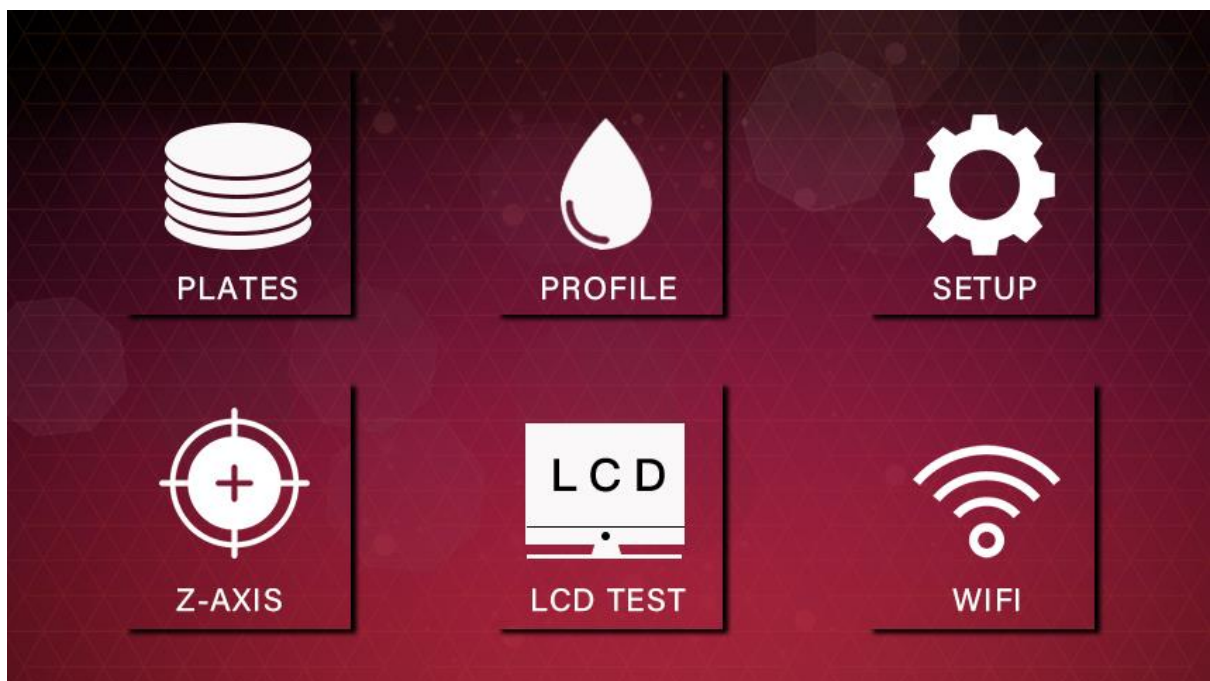 PLATES
PROFILE
SETUP
Z-AXIS
LCD
LCD TEST
WIFI